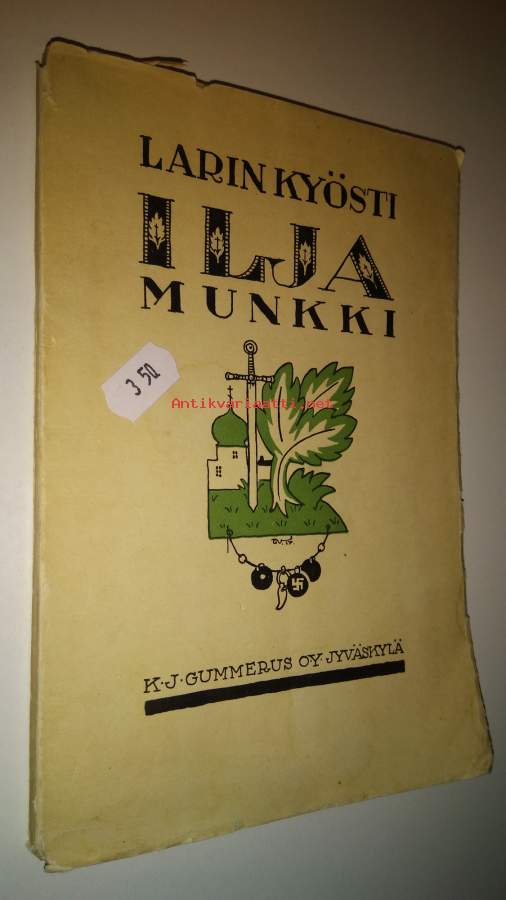 LARIN KYÖSTI
ILJA
MUNKKI
3 50
Antikvariaatti.net
K·J·GUMMERUS OY·JYVÄSKYLÄ